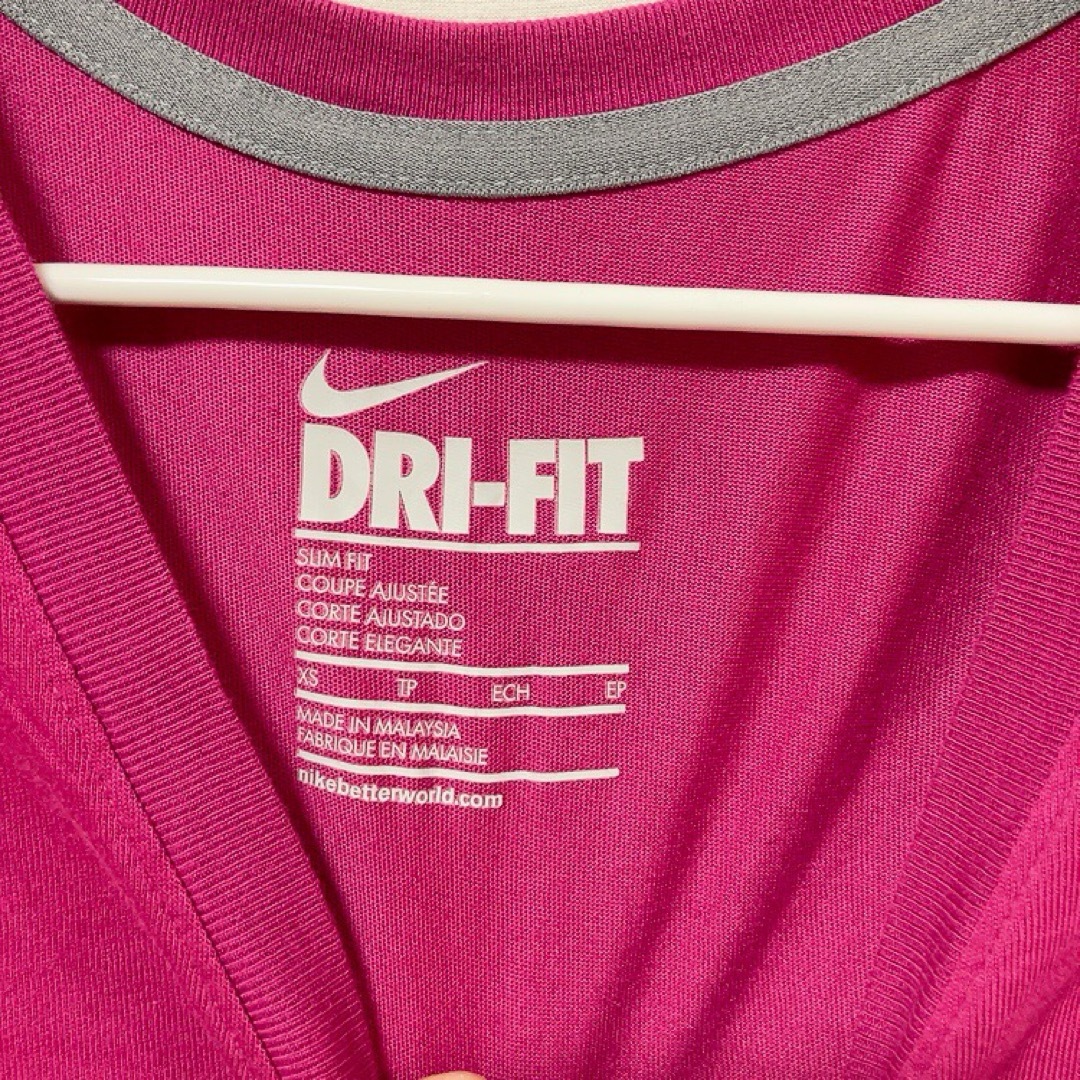 DRI-FIT
SLIM FIT
COUPE AJUSTÉE
CORTE AJUSTADO
CORTE ELEGANTE
XS TP ECH EP
MADE IN MALAYSIA
FABRIQUE EN MALAISIE
nikebetterworld.com